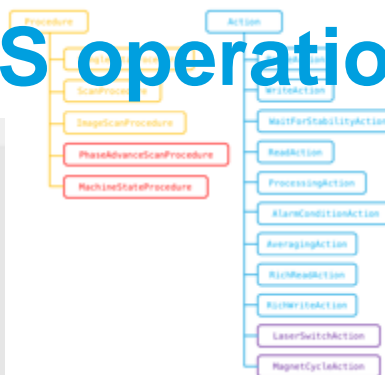 Procedure
Action
S operatio
ScanProcedure
WriteAction
ImageScanProcedure
WaitForStabilityAction
PhaseAdvanceScanProcedure
ReadAction
MachineStateProcedure
ProcessingAction
AlarmConditionAction
AveragingAction
RichReadAction
RichWriteAction
LaserSwitchAction
MagnetCycleAction